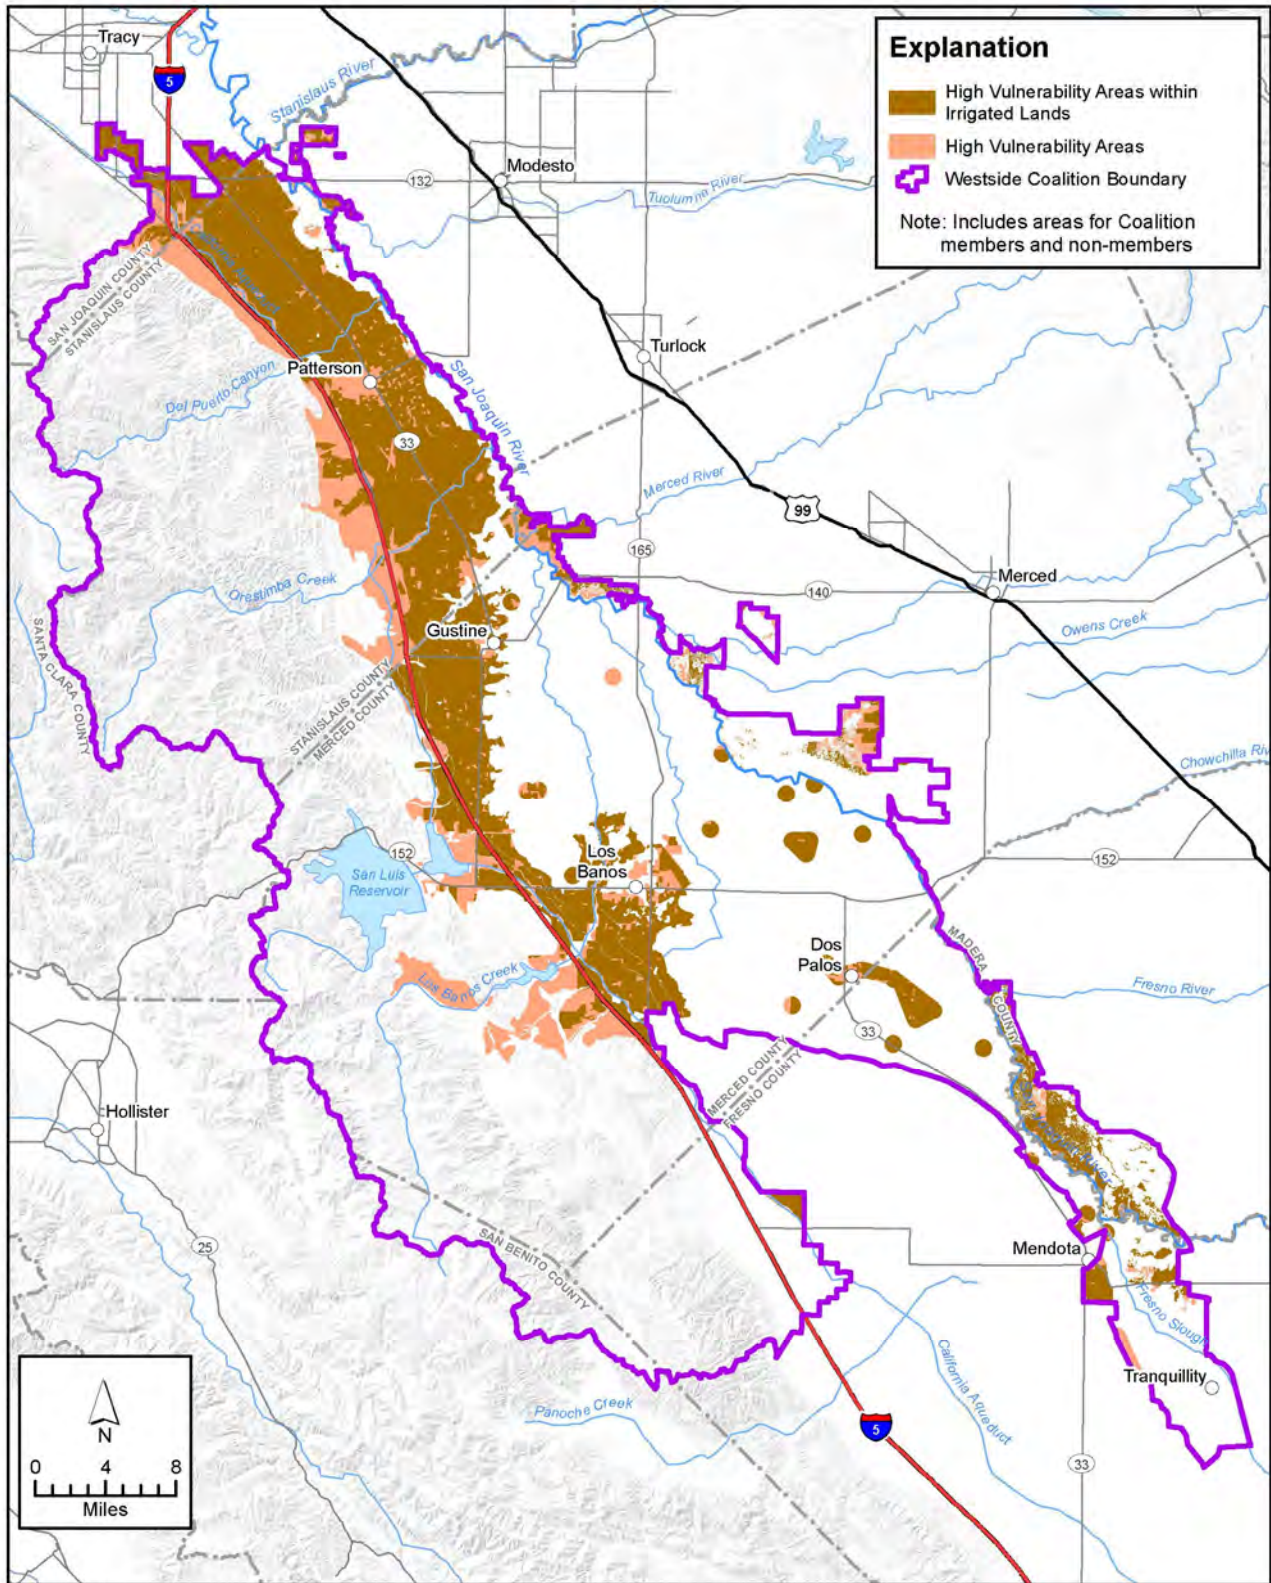 Explanation
High Vulnerability Areas within
Irrigated Lands
High Vulnerability Areas
Westside Coalition Boundary
Note: Includes areas for Coalition
members and non-members
Tracy
5
Stanislaus River
Modesto
132
Tuolumne River
SAN JOAQUIN COUNTY
STANISLAUS COUNTY
California Aqueduct
Turlock
Patterson
Del Puerto Canyon
San Joaquin River
33
Merced River
99
165
Merced
140
Orestimba Creek
Owens Creek
Gustine
SANTA CLARA COUNTY
STANISLAUS COUNTY
MERCED COUNTY
Chowchilla Riv
152
Los
Banos
152
San Luis
Reservoir
MADERA
COUNTY
Dos
Palos
Los Banos Creek
Fresno River
33
MERCED COUNTY
FRESNO COUNTY
Hollister
San Joaquin River
25
SAN BENITO COUNTY
Mendota
Fresno Slough
California Aqueduct
Tranquillity
Panoche Creek
5
33
N
0 4 8
Miles